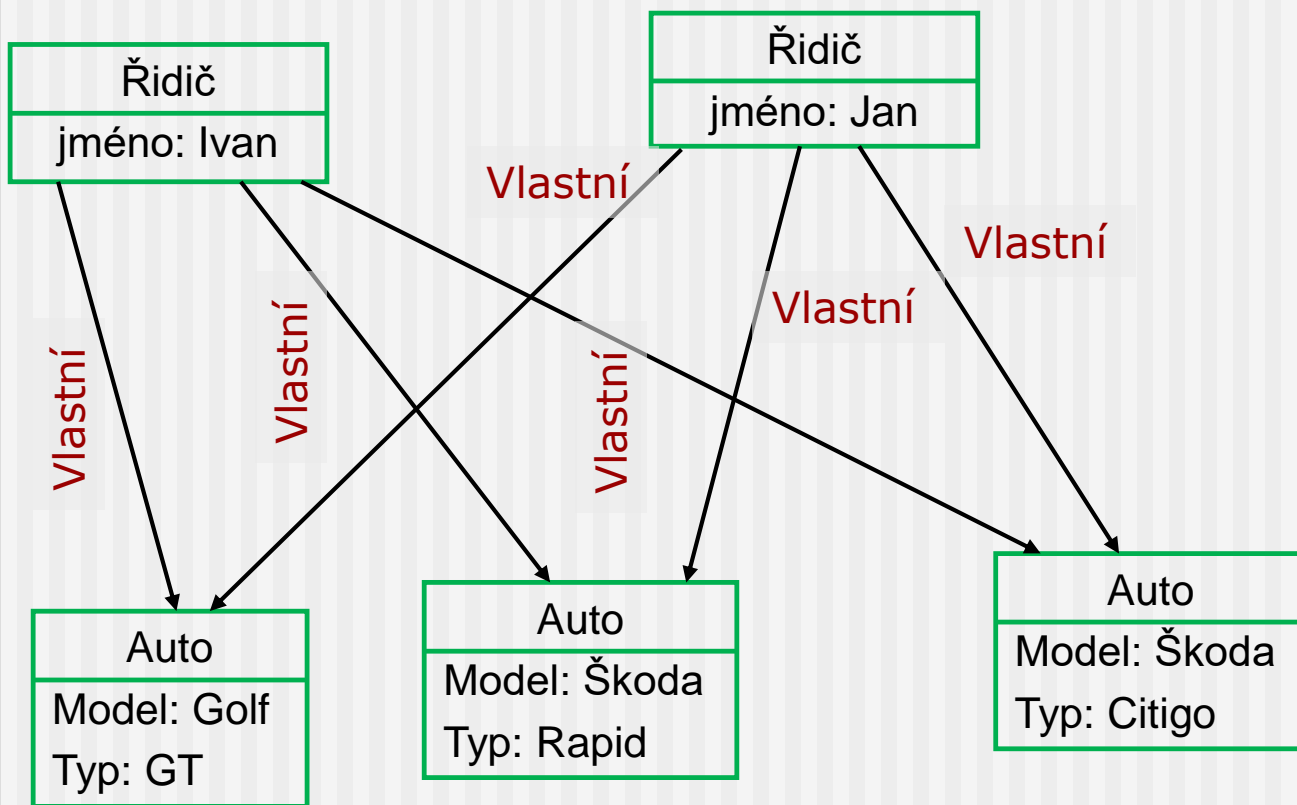 Řidič
jméno: Ivan
Řidič
jméno: Jan
Vlastní
Vlastní
Vlastní
Vlastní
Vlastní
Vlastní
Auto
Model: Golf
Typ: GT
Auto
Model: Škoda
Typ: Rapid
Auto
Model: Škoda
Typ: Citigo